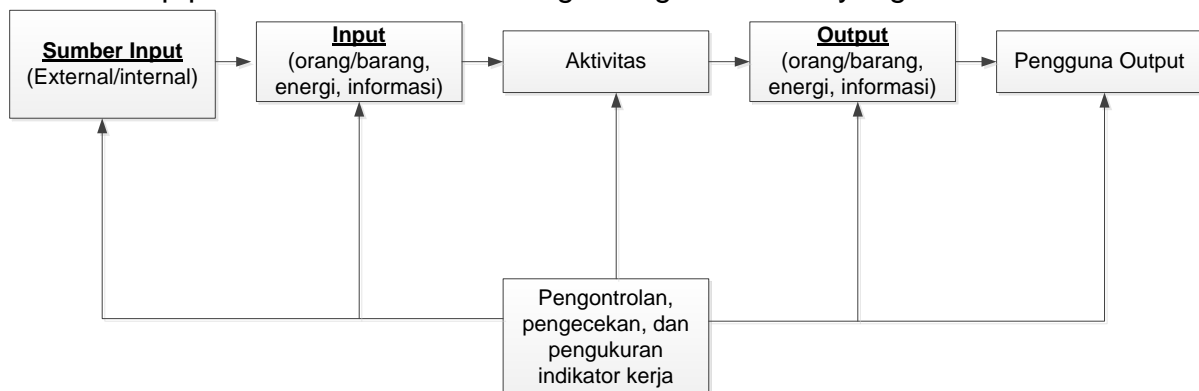 Sumber Input
(External/internal)
Input
(orang/barang,
energi, informasi)
Aktivitas
Output
(orang/barang,
energi, informasi)
Pengguna Output
Pengontrolan,
pengecekan, dan
pengukuran
indikator kerja